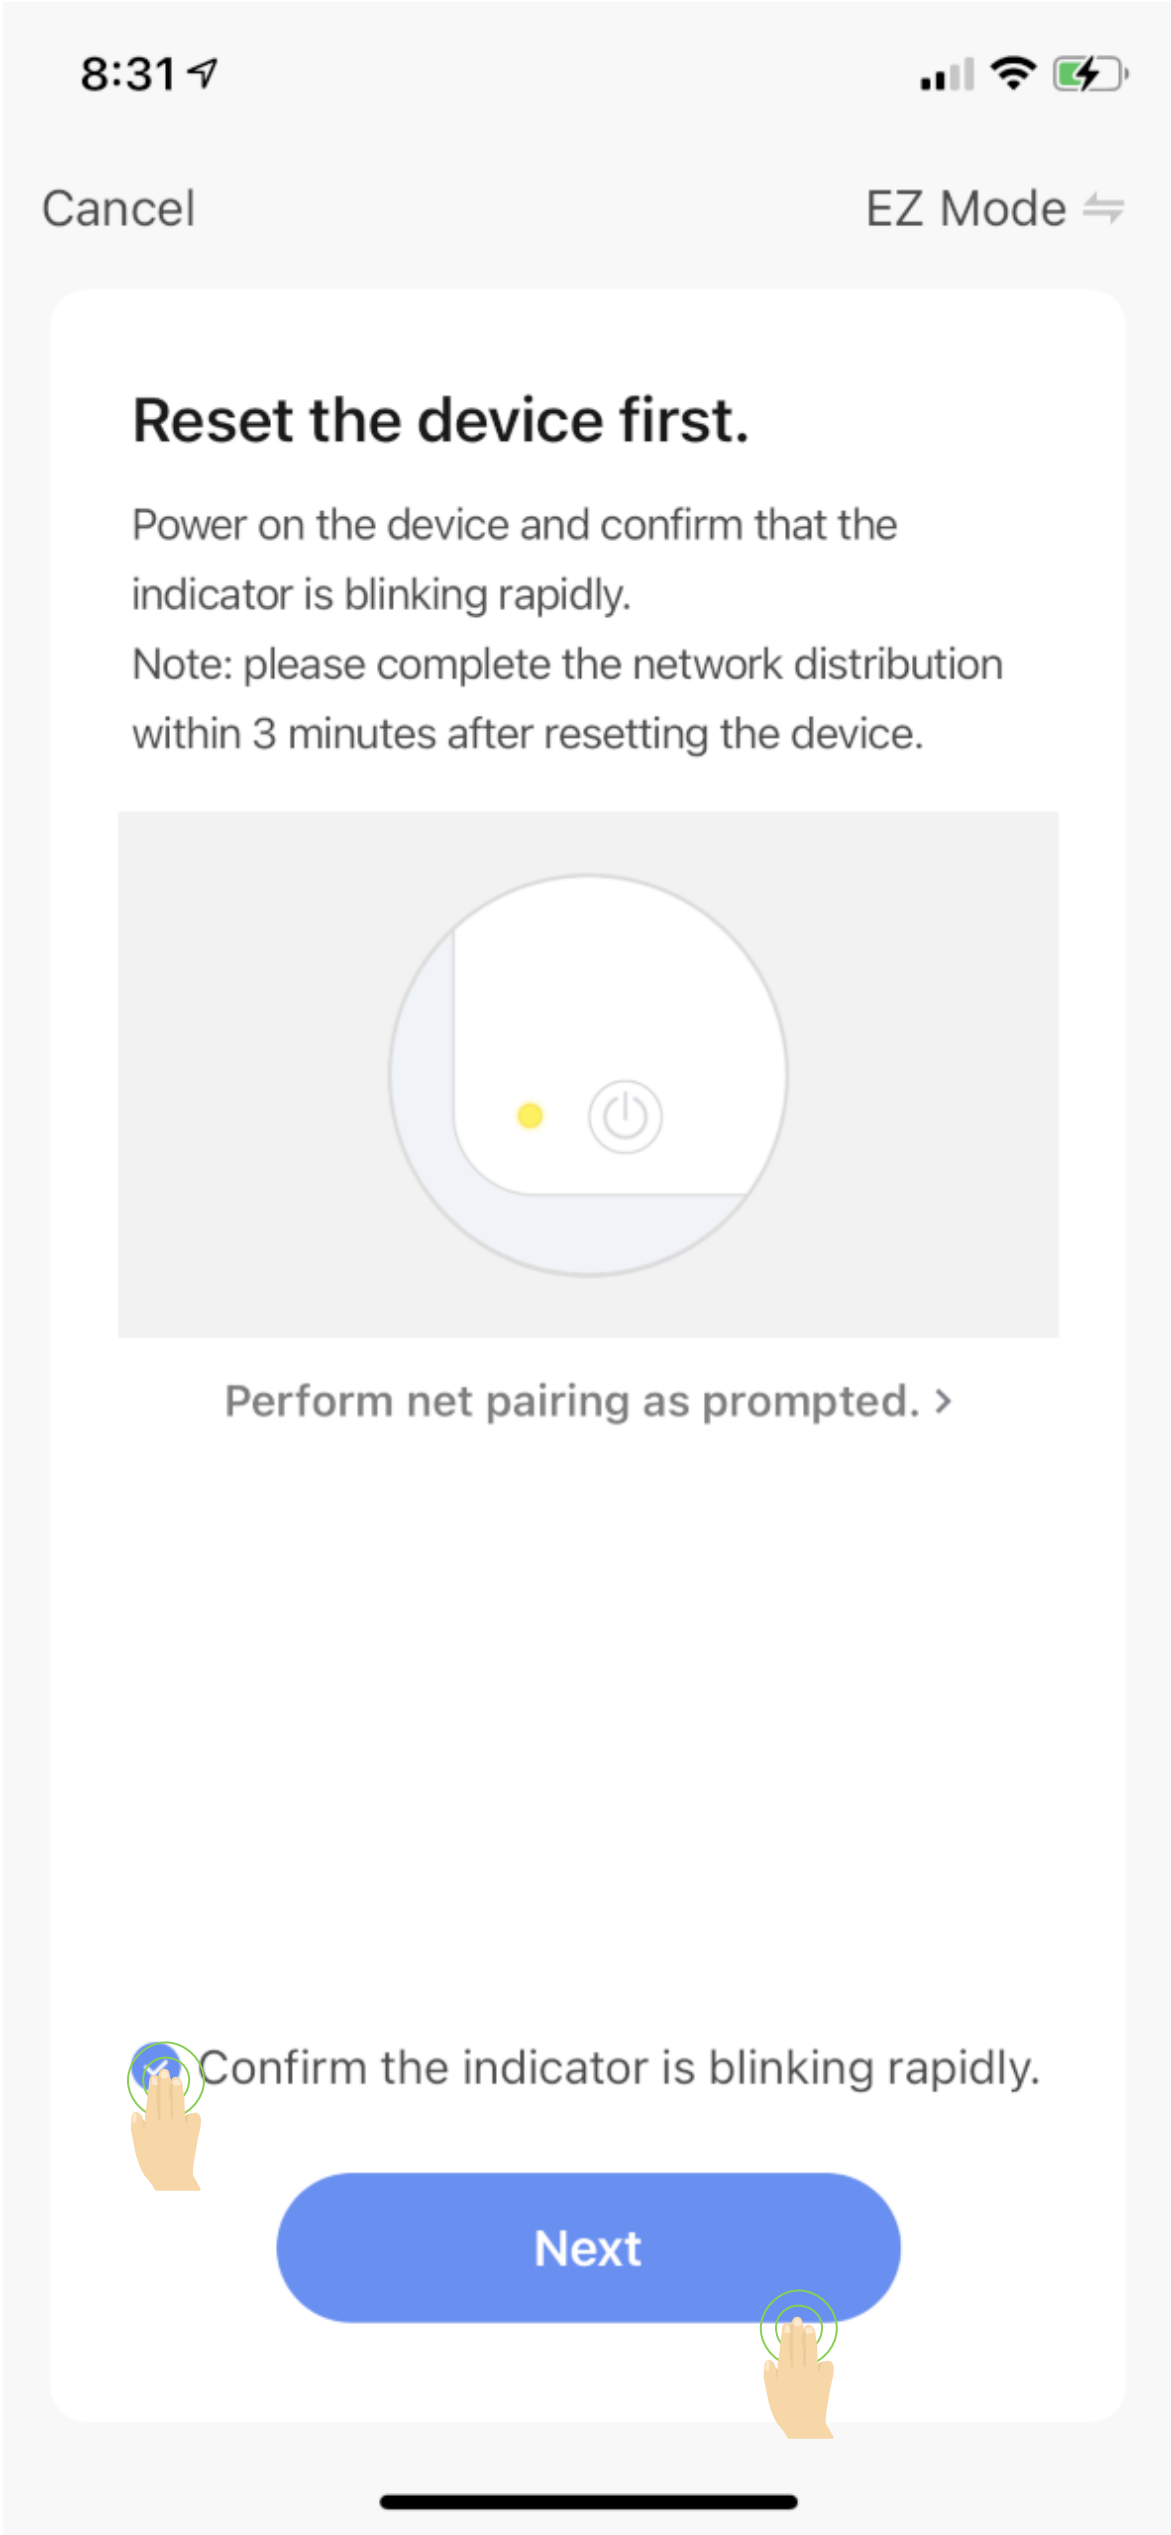 8:31
Cancel
EZ Mode
Reset the device first.
Power on the device and confirm that the
indicator is blinking rapidly.
Note: please complete the network distribution
within 3 minutes after resetting the device.
Perform net pairing as prompted. >
Confirm the indicator is blinking rapidly.
Next